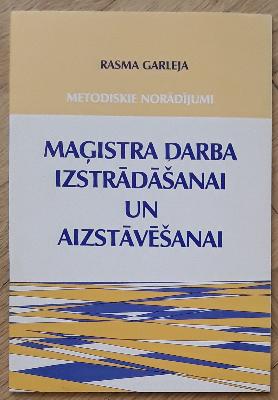 RASMA GARLEJA
METODISKIE NORĀDĪJUMI
MAĢISTRA DARBA
IZSTRĀDĀŠANAI
UN
AIZSTĀVĒŠANAI